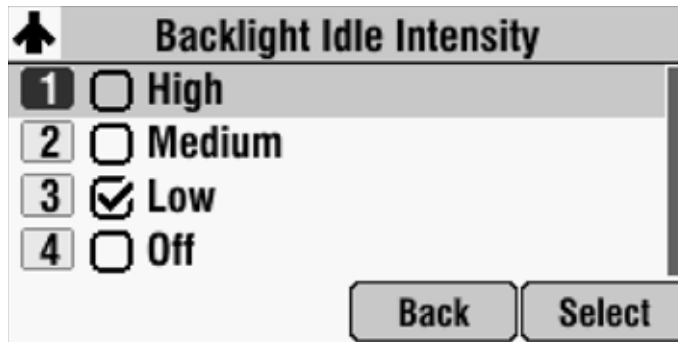 Backlight Idle Intensity
1 High
2 Medium
3 Low
4 Off
Back Select